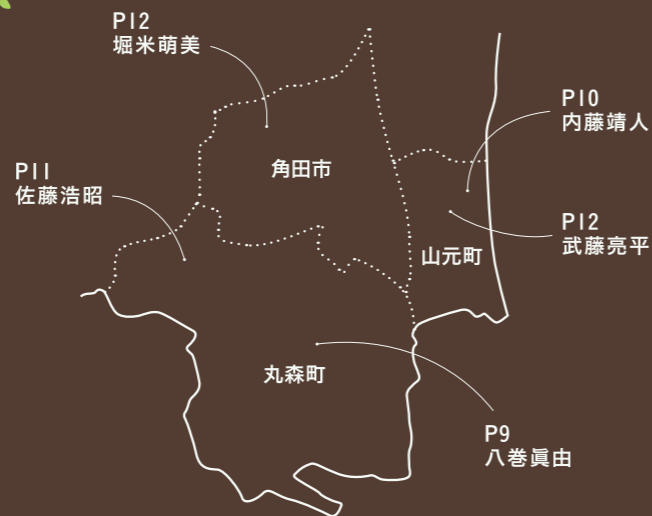 P12
堀米萌美
P10
内藤靖人
角田市
P11
佐藤浩昭
P12
武藤亮平
山元町
丸森町
P9
八巻眞由